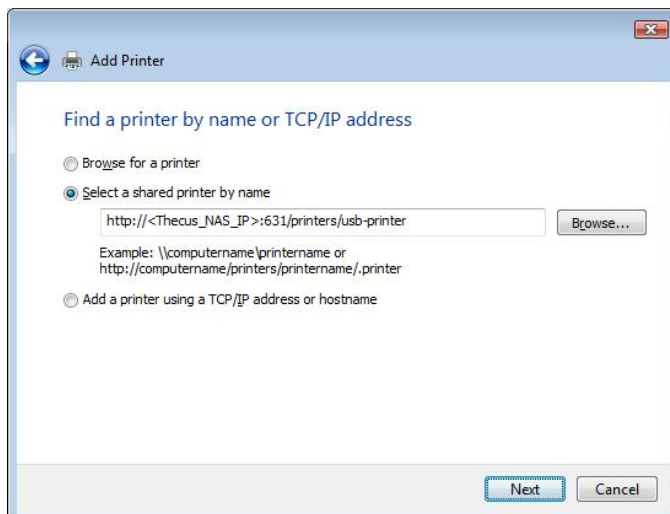 Add Printer
Find a printer by name or TCP/IP address
Browse for a printer
Select a shared printer by name
http://<Thecus_NAS_IP>:631/printers/usb-printer
Browse...
Example: \\computername\printername or
http://computername/printers/printername/.printer
Add a printer using a TCP/IP address or hostname
Next
Cancel